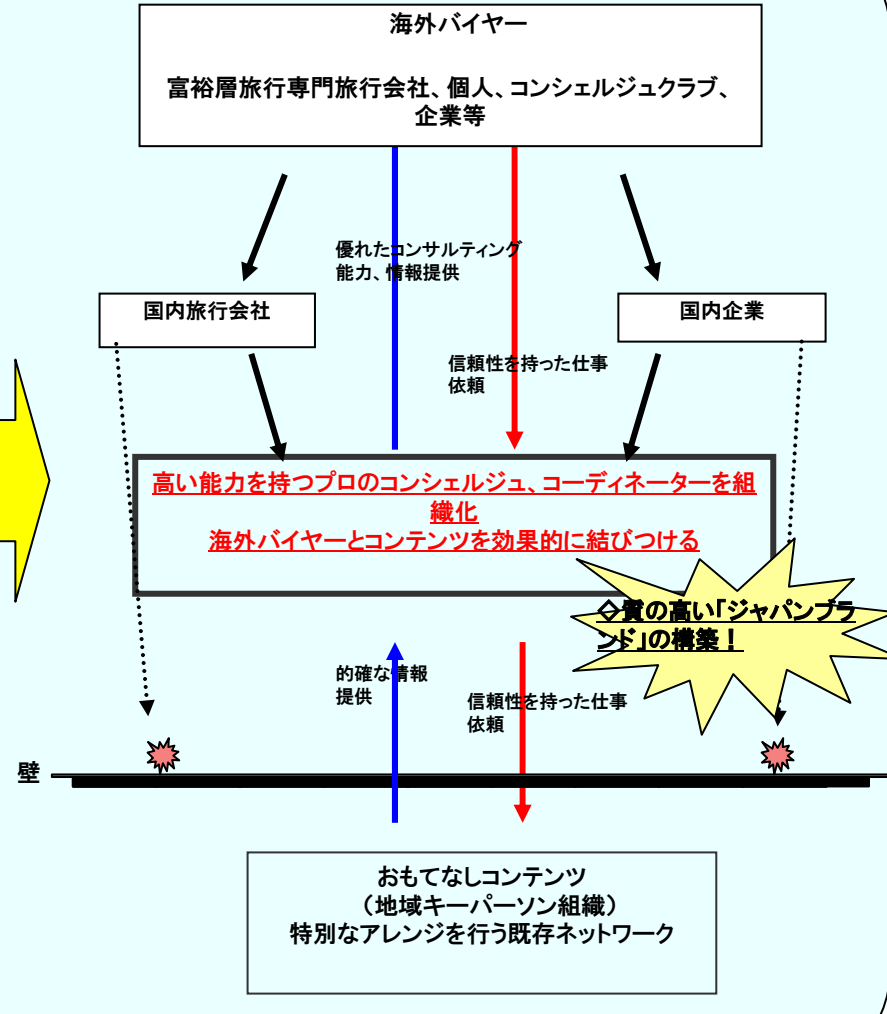 海外バイヤー
富裕層旅行専門旅行会社、個人、コンシェルジュクラブ、
企業等
優れたコンサルティング
能力、情報提供
国内旅行会社
国内企業
信頼性を持った仕事
依頼
高い能力を持つプロのコンシェルジュ、コーディネーターを組
織化
海外バイヤーとコンテンツを効果的に結びつける
◇質の高い「ジャパンブラ
ンド」の構築！
的確な情報
提供
信頼性を持った仕事
依頼
壁
おもてなしコンテンツ
（地域キーパーソン組織）
特別なアレンジを行う既存ネットワーク